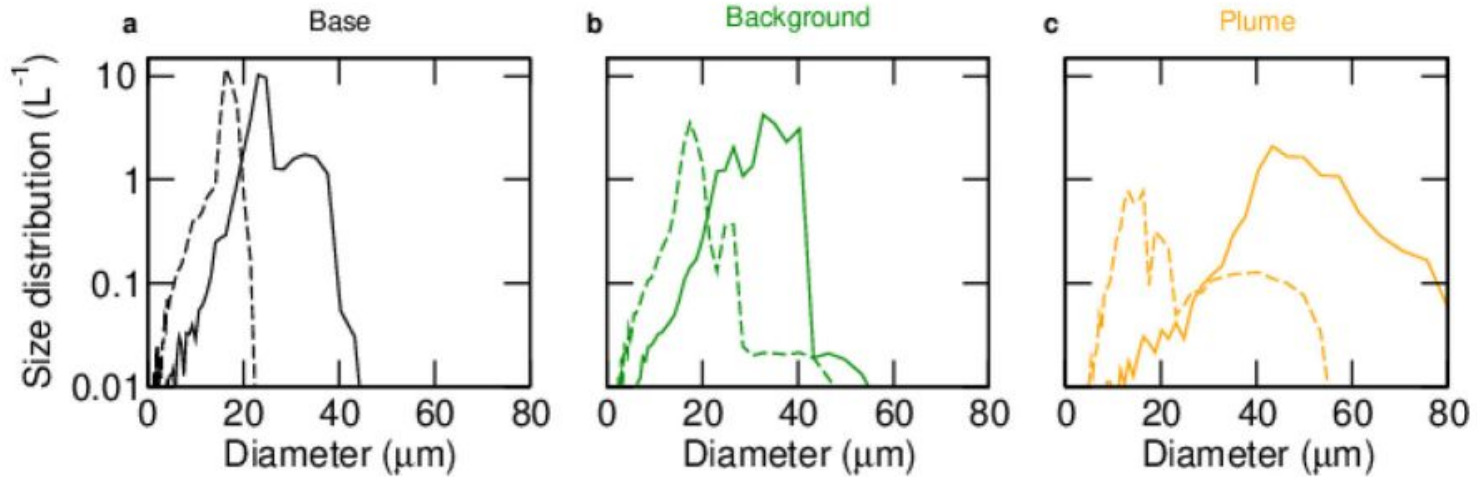 a Base
b Background
c Plume
Size distribution (L⁻¹)
10
1
0.1
0.01
0 20 40 60 80
0 20 40 60 80
0 20 40 60 80
Diameter (μm)
Diameter (μm)
Diameter (μm)